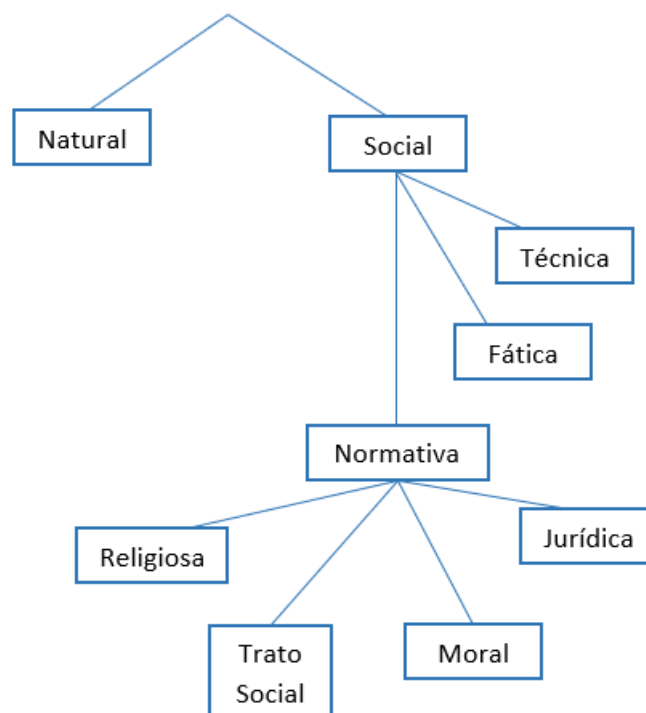 Natural
Social
Técnica
Fática
Normativa
Religiosa
Jurídica
Trato
Social
Moral